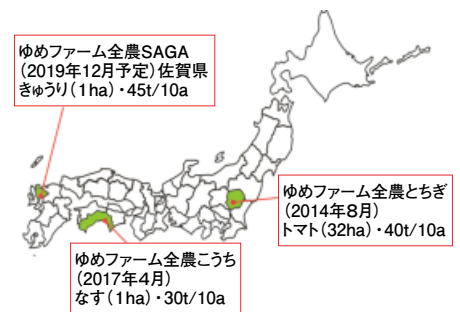 ゆめファーム全農SAGA
（2019年12月予定）佐賀県
きゅうり（1ha）・45t/10a
ゆめファーム全農とちぎ
（2014年8月）
トマト（32ha）・40t/10a
ゆめファーム全農こうち
（2017年4月）
なす（1ha）・30t/10a